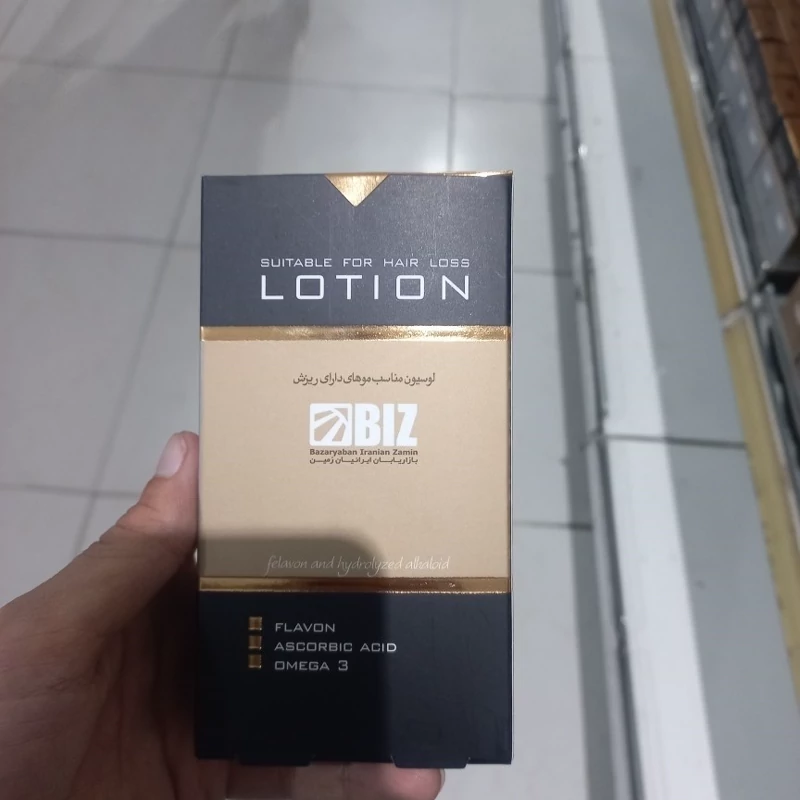 SUITABLE FOR HAIR LOSS
LOTION
لوسیون مناسب موهای دارای ریزش
BIZ
Bazaryaban Iranian Zamin
بازاریابان ایرانیان زمین
felavon and hydrolyzed alhaloid
FLAVON
ASCORBIC ACID
OMEGA 3